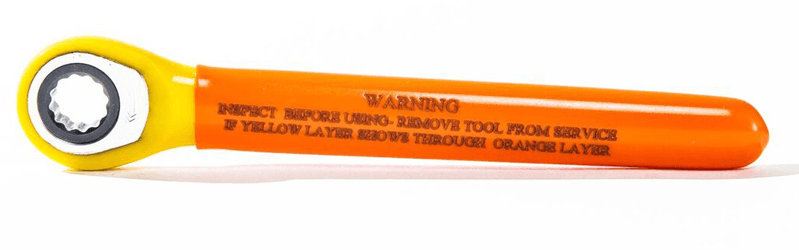 WARNING
INSPECT BEFORE USING- REMOVE TOOL FROM SERVICE
IF YELLOW LAYER SHOWS THROUGH ORANGE LAYER